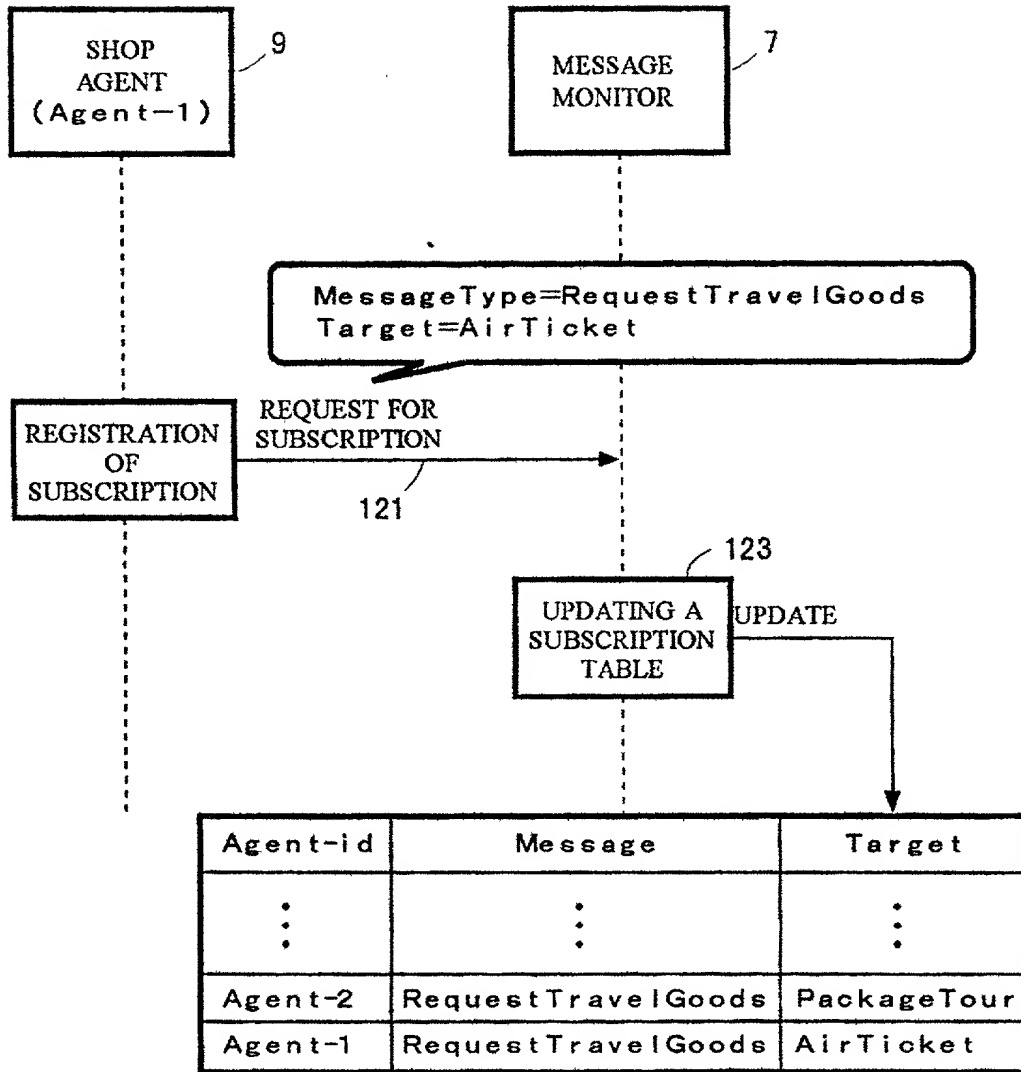 SHOP
AGENT
(Agent-1)
9
MESSAGE
MONITOR
7
MessageType=RequestTravelGoods
Target=AirTicket
REGISTRATION
OF
SUBSCRIPTION
REQUEST FOR
SUBSCRIPTION
121
123
UPDATING A
SUBSCRIPTION
TABLE
UPDATE
Agent-id Message Target
Agent-2 RequestTravelGoods PackageTour
Agent-1 RequestTravelGoods AirTicket